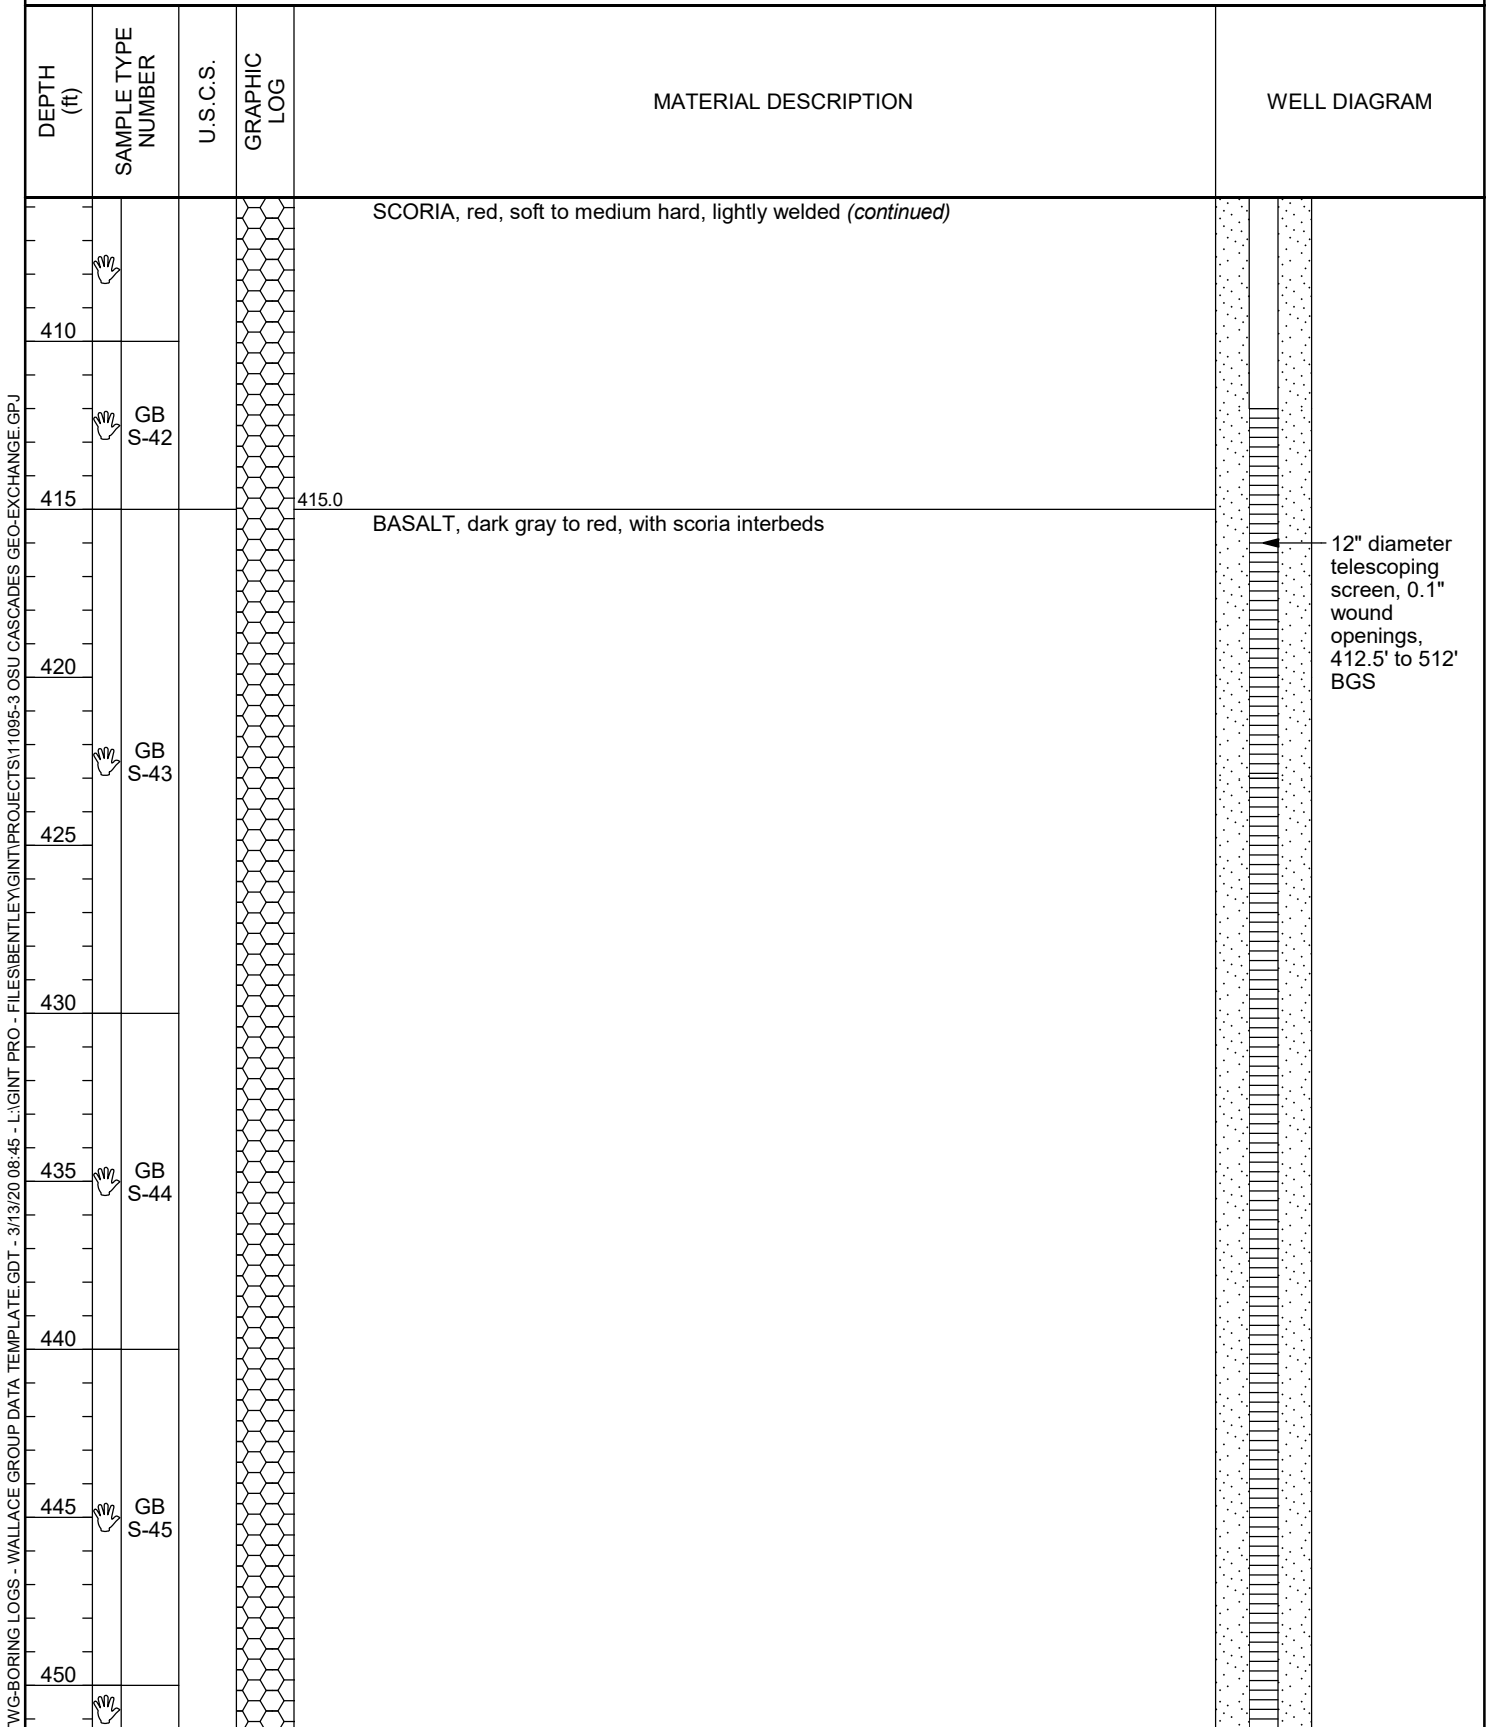 DEPTH
(ft)
SAMPLE TYPE
NUMBER
U.S.C.S.
GRAPHIC
LOG
MATERIAL DESCRIPTION
WELL DIAGRAM
SCORIA, red, soft to medium hard, lightly welded (continued)
410
GB
S-42
415
415.0
BASALT, dark gray to red, with scoria interbeds
12" diameter
telescoping
screen, 0.1"
wound
openings,
412.5' to 512'
BGS
420
GB
S-43
425
430
435
GB
S-44
440
445
GB
S-45
450
TWG-BORING LOGS - WALLACE GROUP DATA TEMPLATE.GDT - 3/13/20 08:45 - L:\GINT PRO - FILES\BENTLEY\GINT\PROJECTS\11095-3 OSU CASCADES GEO-EXCHANGE.GPJ